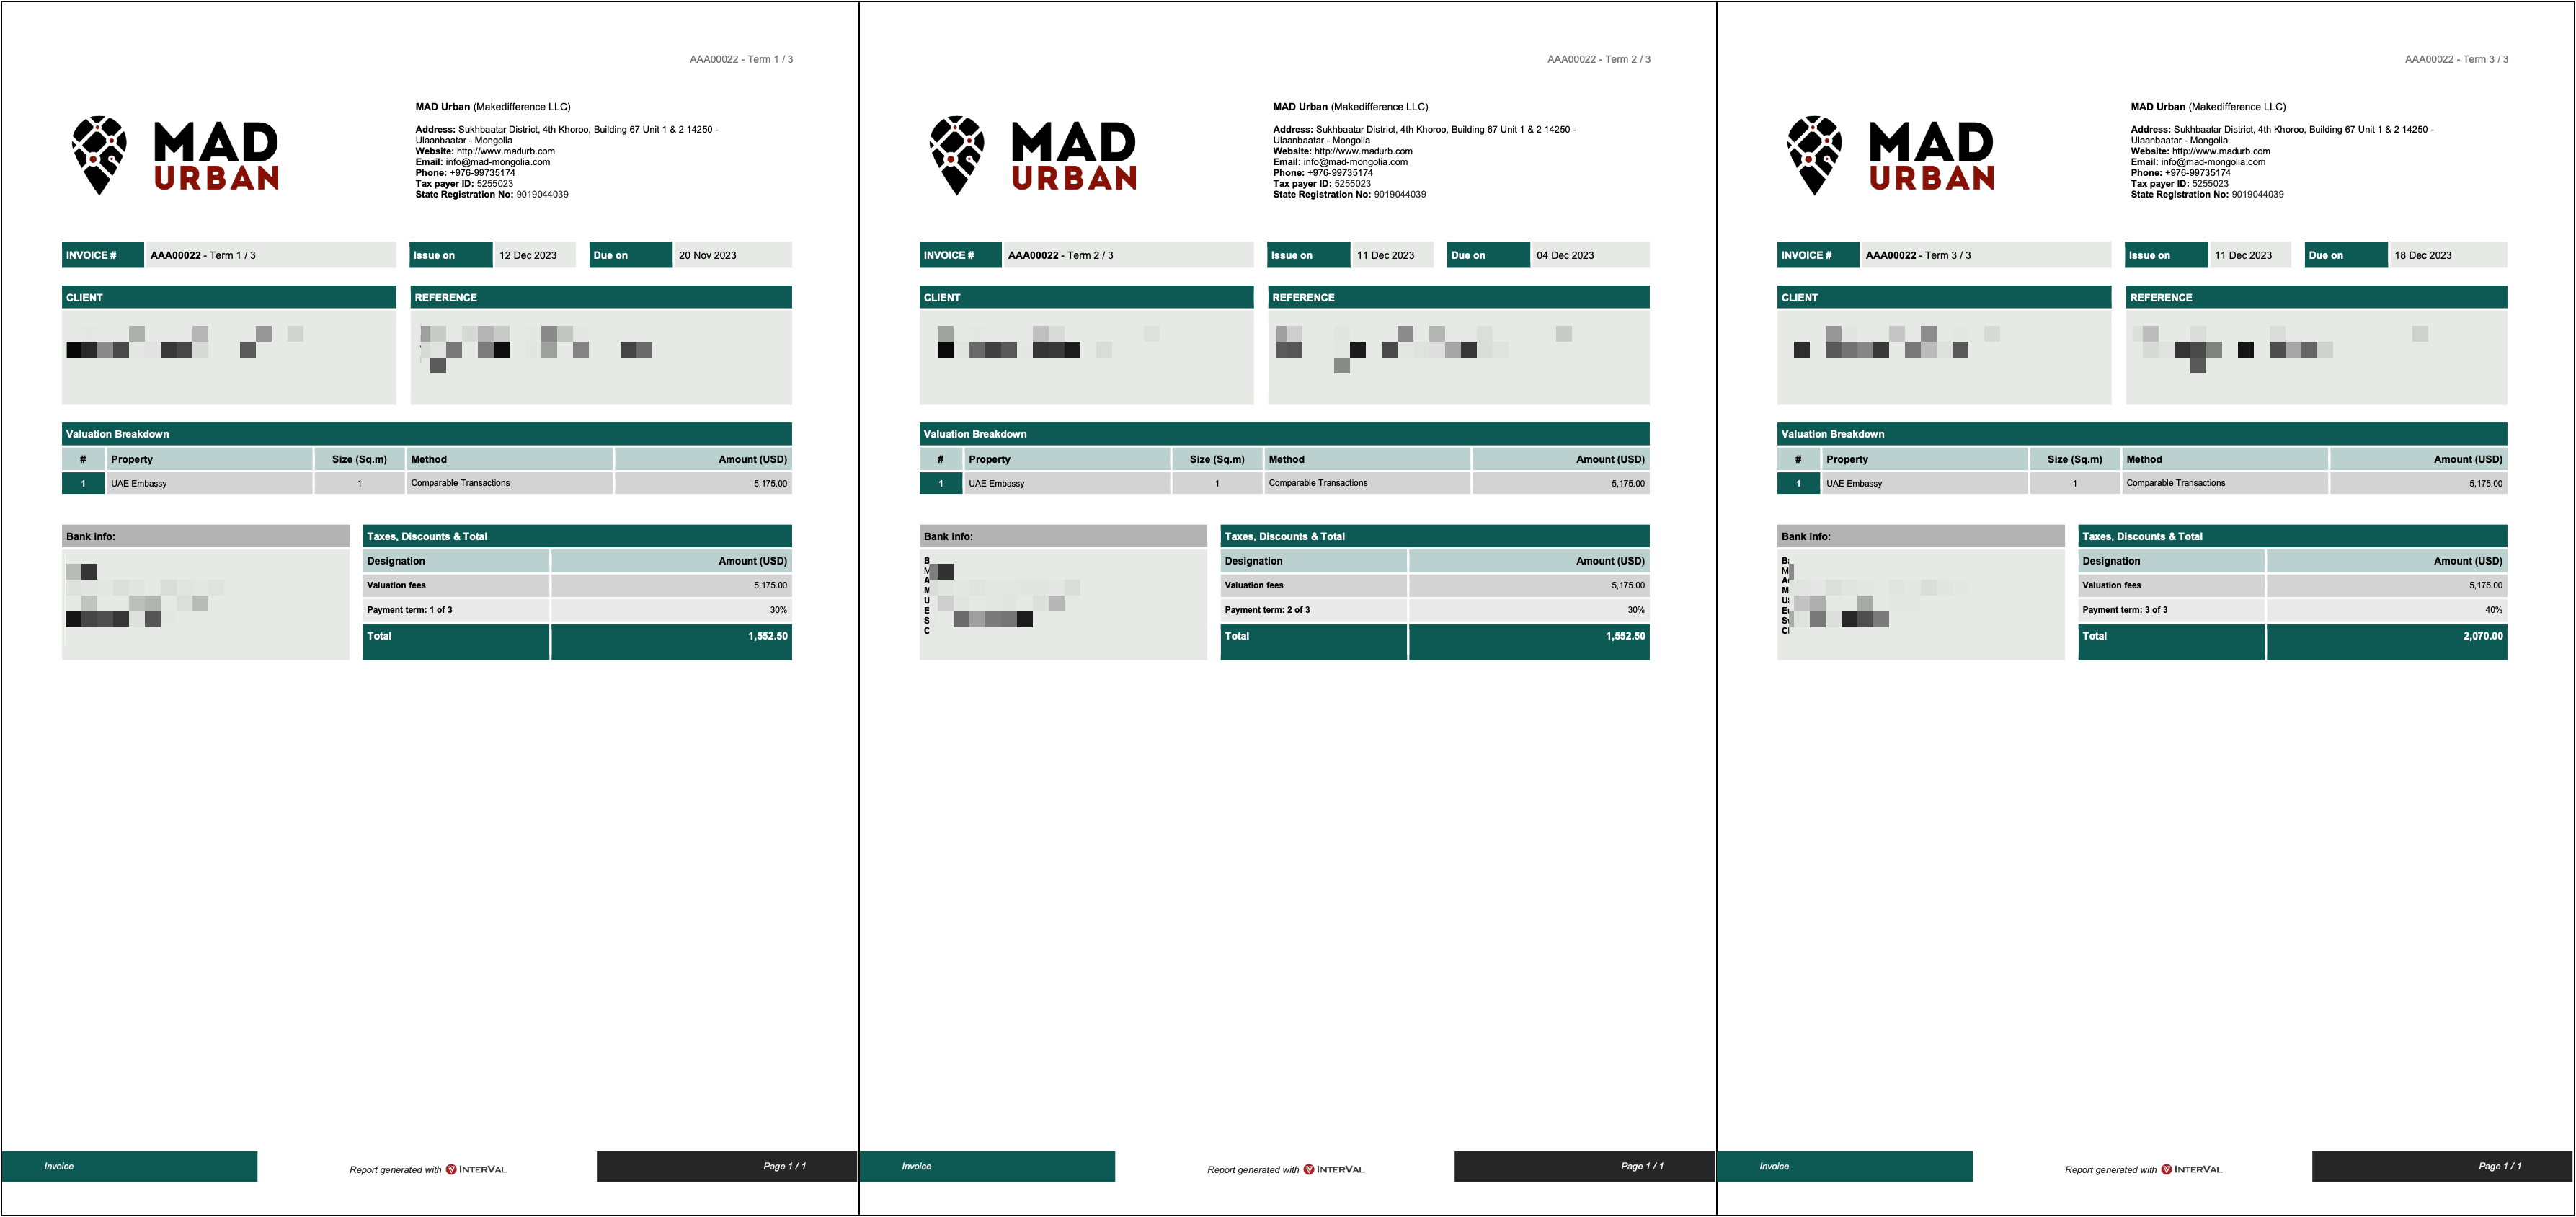 AAA00022 - Term 1 / 3
MAD
URBAN
MAD Urban (Makedifference LLC)
Address: Sukhbaatar District, 4th Khoroo, Building 67 Unit 1 & 2 14250 -
Ulaanbaatar - Mongolia
Website: http://www.madurb.com
Email: info@mad-mongolia.com
Phone: +976-99735174
Tax payer ID: 5255023
State Registration No: 9019044039
INVOICE # AAA00022 - Term 1 / 3 Issue on 12 Dec 2023 Due on 20 Nov 2023
CLIENT REFERENCE
Valuation Breakdown
# Property Size (Sq.m) Method Amount (USD)
1 UAE Embassy 1 Comparable Transactions 5,175.00
Bank info:
Taxes, Discounts & Total
Designation Amount (USD)
Valuation fees 5,175.00
Payment term: 1 of 3 30%
Total 1,552.50
Invoice Report generated with INTERVAL Page 1 / 1
AAA00022 - Term 2 / 3
MAD
URBAN
MAD Urban (Makedifference LLC)
Address: Sukhbaatar District, 4th Khoroo, Building 67 Unit 1 & 2 14250 -
Ulaanbaatar - Mongolia
Website: http://www.madurb.com
Email: info@mad-mongolia.com
Phone: +976-99735174
Tax payer ID: 5255023
State Registration No: 9019044039
INVOICE # AAA00022 - Term 2 / 3 Issue on 11 Dec 2023 Due on 04 Dec 2023
CLIENT REFERENCE
Valuation Breakdown
# Property Size (Sq.m) Method Amount (USD)
1 UAE Embassy 1 Comparable Transactions 5,175.00
Bank info:
Taxes, Discounts & Total
Designation Amount (USD)
Valuation fees 5,175.00
Payment term: 2 of 3 30%
Total 1,552.50
Invoice Report generated with INTERVAL Page 1 / 1
AAA00022 - Term 3 / 3
MAD
URBAN
MAD Urban (Makedifference LLC)
Address: Sukhbaatar District, 4th Khoroo, Building 67 Unit 1 & 2 14250 -
Ulaanbaatar - Mongolia
Website: http://www.madurb.com
Email: info@mad-mongolia.com
Phone: +976-99735174
Tax payer ID: 5255023
State Registration No: 9019044039
INVOICE # AAA00022 - Term 3 / 3 Issue on 11 Dec 2023 Due on 18 Dec 2023
CLIENT REFERENCE
Valuation Breakdown
# Property Size (Sq.m) Method Amount (USD)
1 UAE Embassy 1 Comparable Transactions 5,175.00
Bank info:
Taxes, Discounts & Total
Designation Amount (USD)
Valuation fees 5,175.00
Payment term: 3 of 3 40%
Total 2,070.00
Invoice Report generated with INTERVAL Page 1 / 1